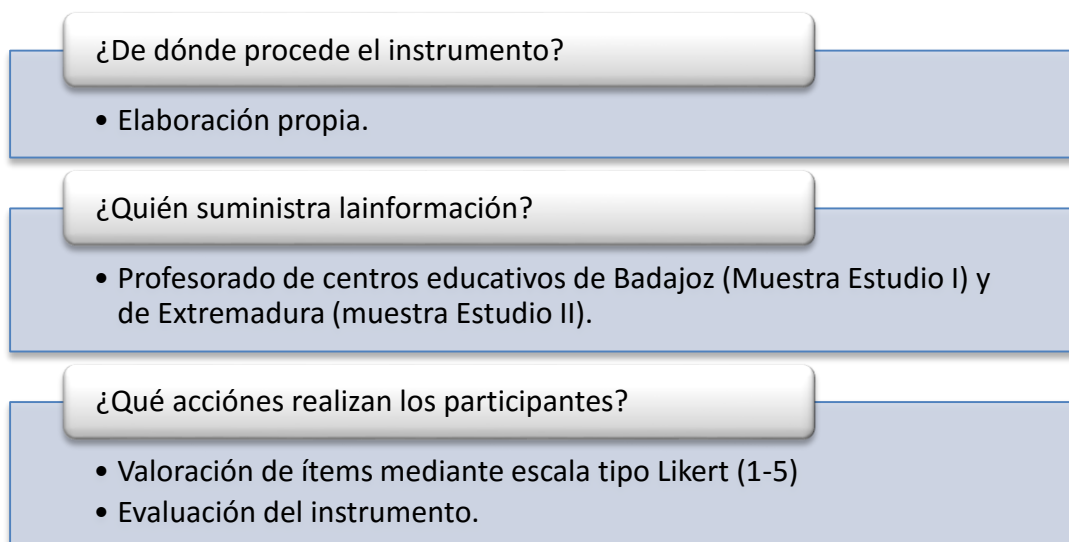 ¿De dónde procede el instrumento?
• Elaboración propia.
¿Quién suministra lainformación?
• Profesorado de centros educativos de Badajoz (Muestra Estudio I) y
de Extremadura (muestra Estudio II).
¿Qué acciónes realizan los participantes?
• Valoración de ítems mediante escala tipo Likert (1-5)
• Evaluación del instrumento.